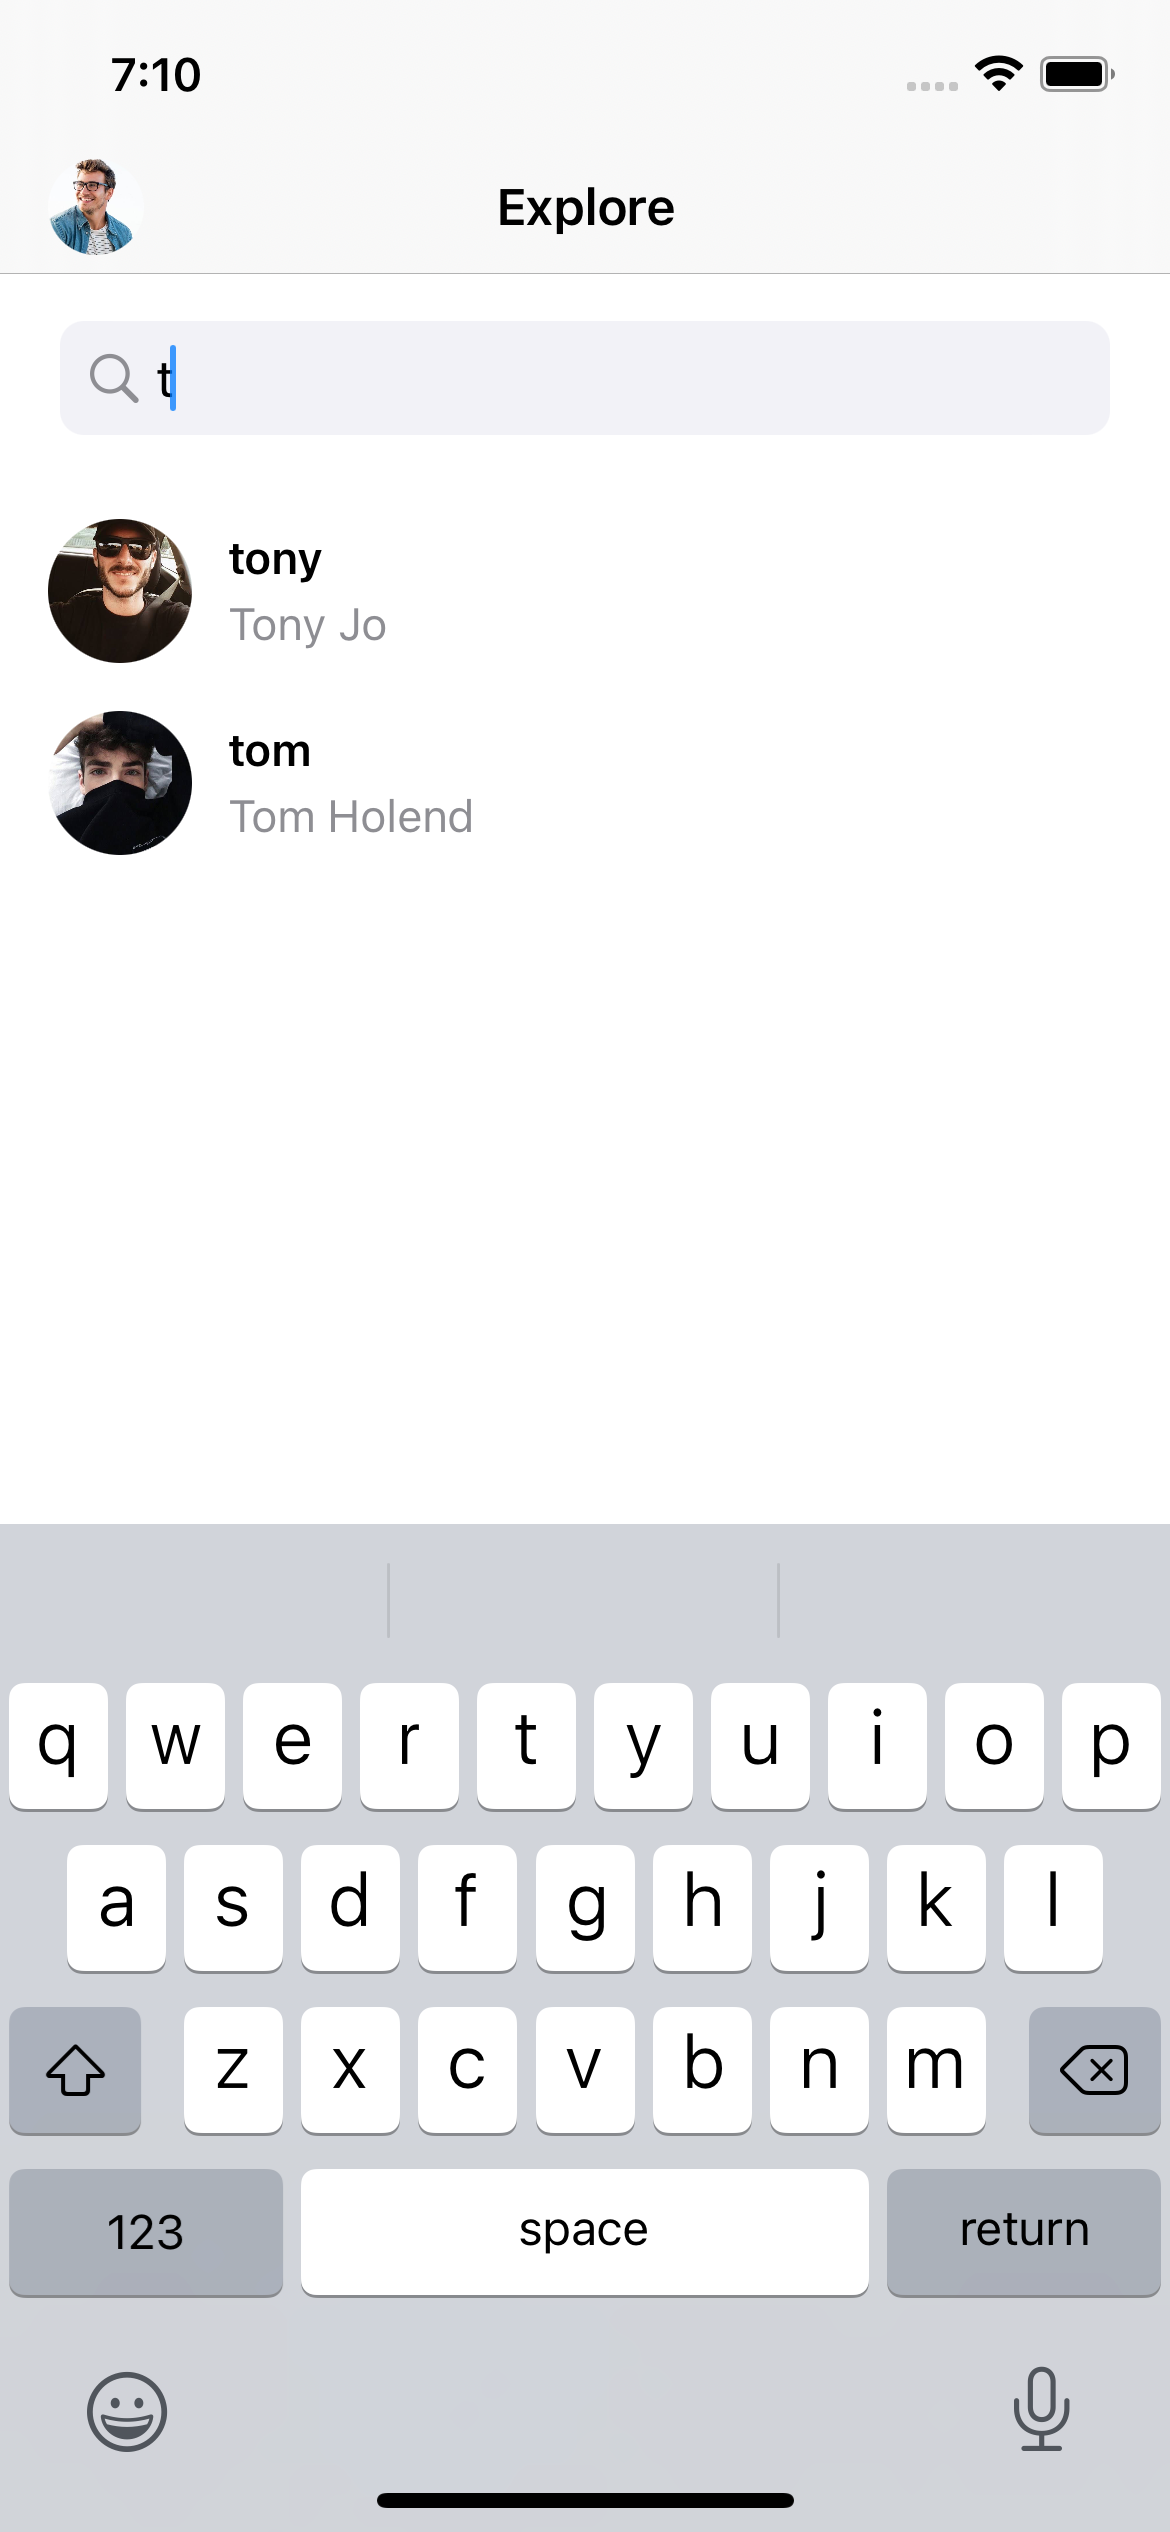 7:10
Explore
t
tony
Tony Jo
tom
Tom Holend
q w e r t y u i o p
a s d f g h j k l
z x c v b n m
123 space return